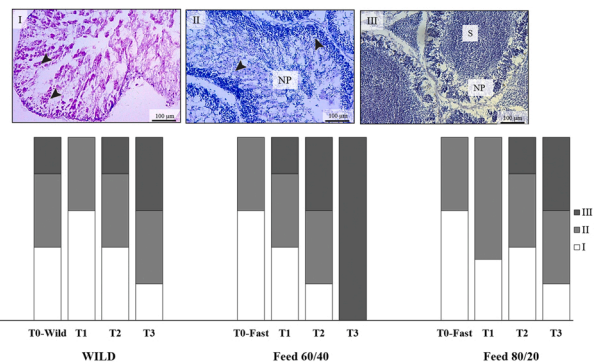 I
II
III
S
NP
NP
100 µm
100 µm
100 µm
III
II
I
T0-Wild T1 T2 T3 T0-Fast T1 T2 T3 T0-Fast T1 T2 T3
WILD Feed 60/40 Feed 80/20